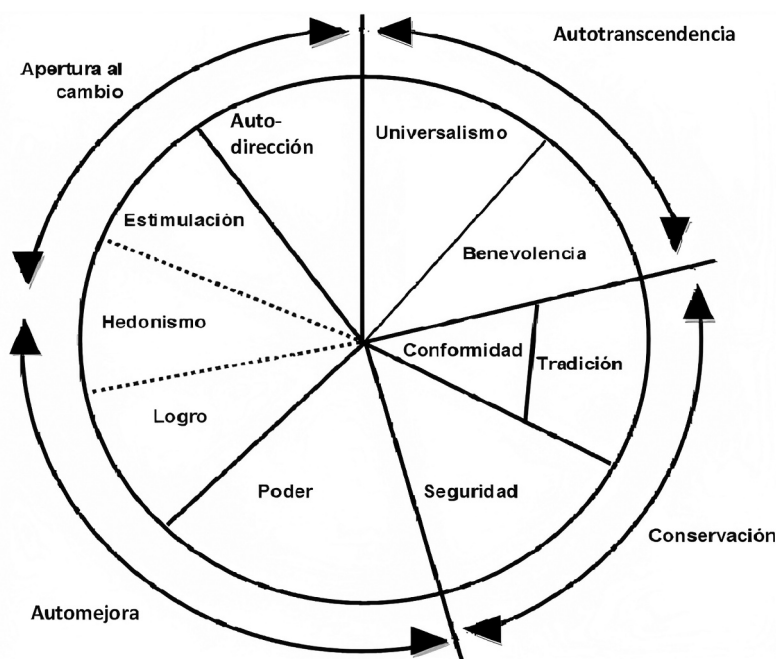 Autotranscendencia
Apertura al
cambio
Auto-
dirección
Universalismo
Estimulación
Benevolencia
Hedonismo
Conformidad
Tradición
Logro
Poder
Seguridad
Conservación
Automejora